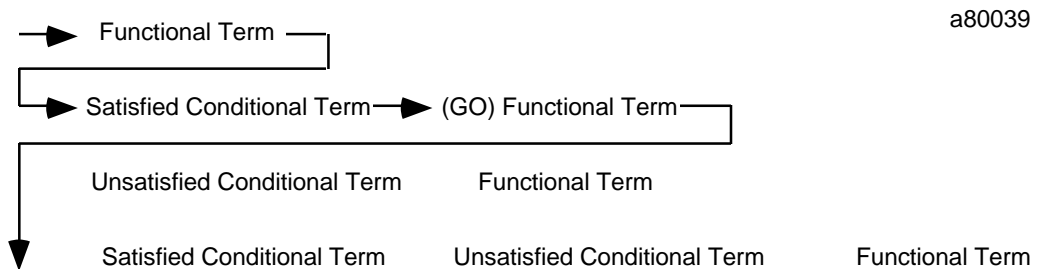 a80039
Functional Term
Satisfied Conditional Term (GO) Functional Term
Unsatisfied Conditional Term Functional Term
Satisfied Conditional Term Unsatisfied Conditional Term Functional Term